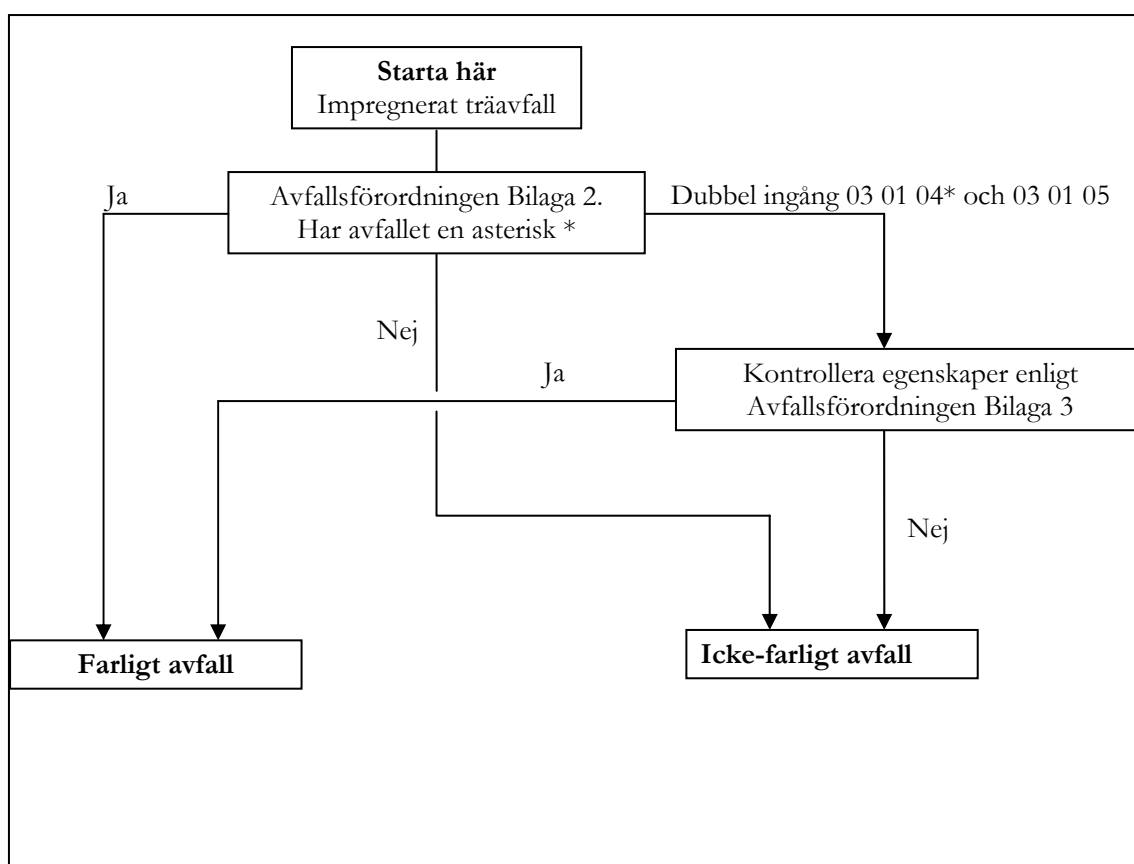 Starta här
Impregnerat träavfall
Ja
Avfallsförordningen Bilaga 2.
Har avfallet en asterisk *
Dubbel ingång 03 01 04* och 03 01 05
Nej
Ja
Kontrollera egenskaper enligt
Avfallsförordningen Bilaga 3
Nej
Farligt avfall
Icke-farligt avfall